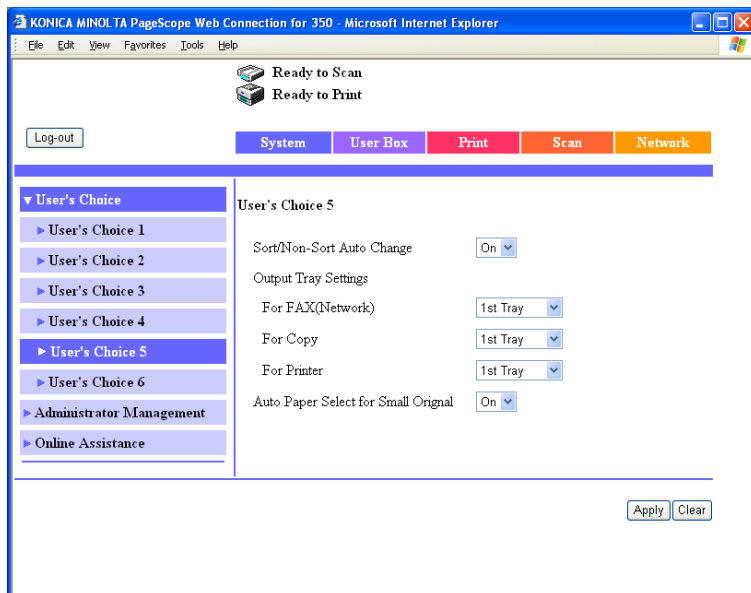 KONICA MINOLTA PageScope Web Connection for 350 - Microsoft Internet Explorer
File Edit View Favorites Tools Help
Ready to Scan
Ready to Print
Log-out
System User Box Print Scan Network
User's Choice
User's Choice 1
User's Choice 2
User's Choice 3
User's Choice 4
User's Choice 5
User's Choice 6
Administrator Management
Online Assistance
User's Choice 5
Sort/Non-Sort Auto Change On
Output Tray Settings
For FAX(Network) 1st Tray
For Copy 1st Tray
For Printer 1st Tray
Auto Paper Select for Small Orignal On
Apply Clear